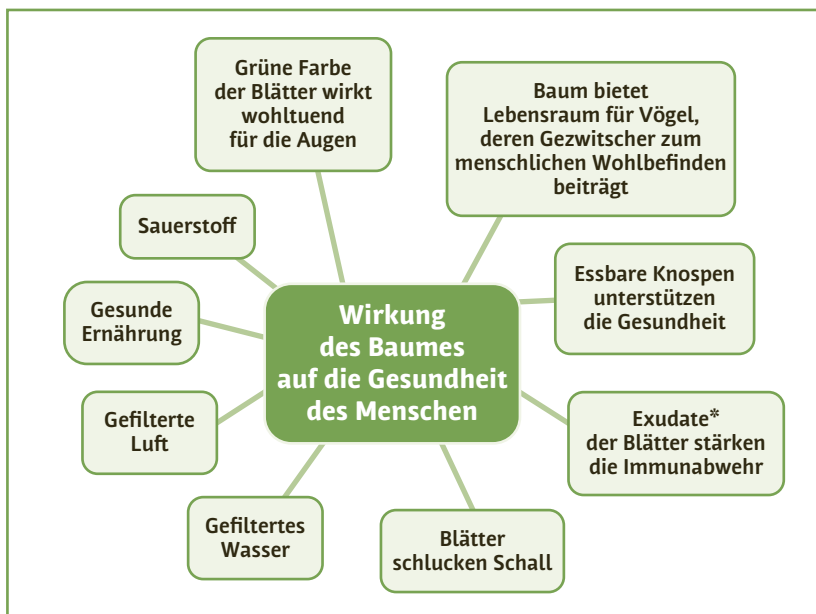 Grüne Farbe
der Blätter wirkt
wohltuend
für die Augen
Baum bietet
Lebensraum für Vögel,
deren Gezwitscher zum
menschlichen Wohlbefinden
beiträgt
Sauerstoff
Essbare Knospen
unterstützen
die Gesundheit
Gesunde
Ernährung
Wirkung
des Baumes
auf die Gesundheit
des Menschen
Gefilterte
Luft
Exudate*
der Blätter stärken
die Immunabwehr
Gefiltertes
Wasser
Blätter
schlucken Schall